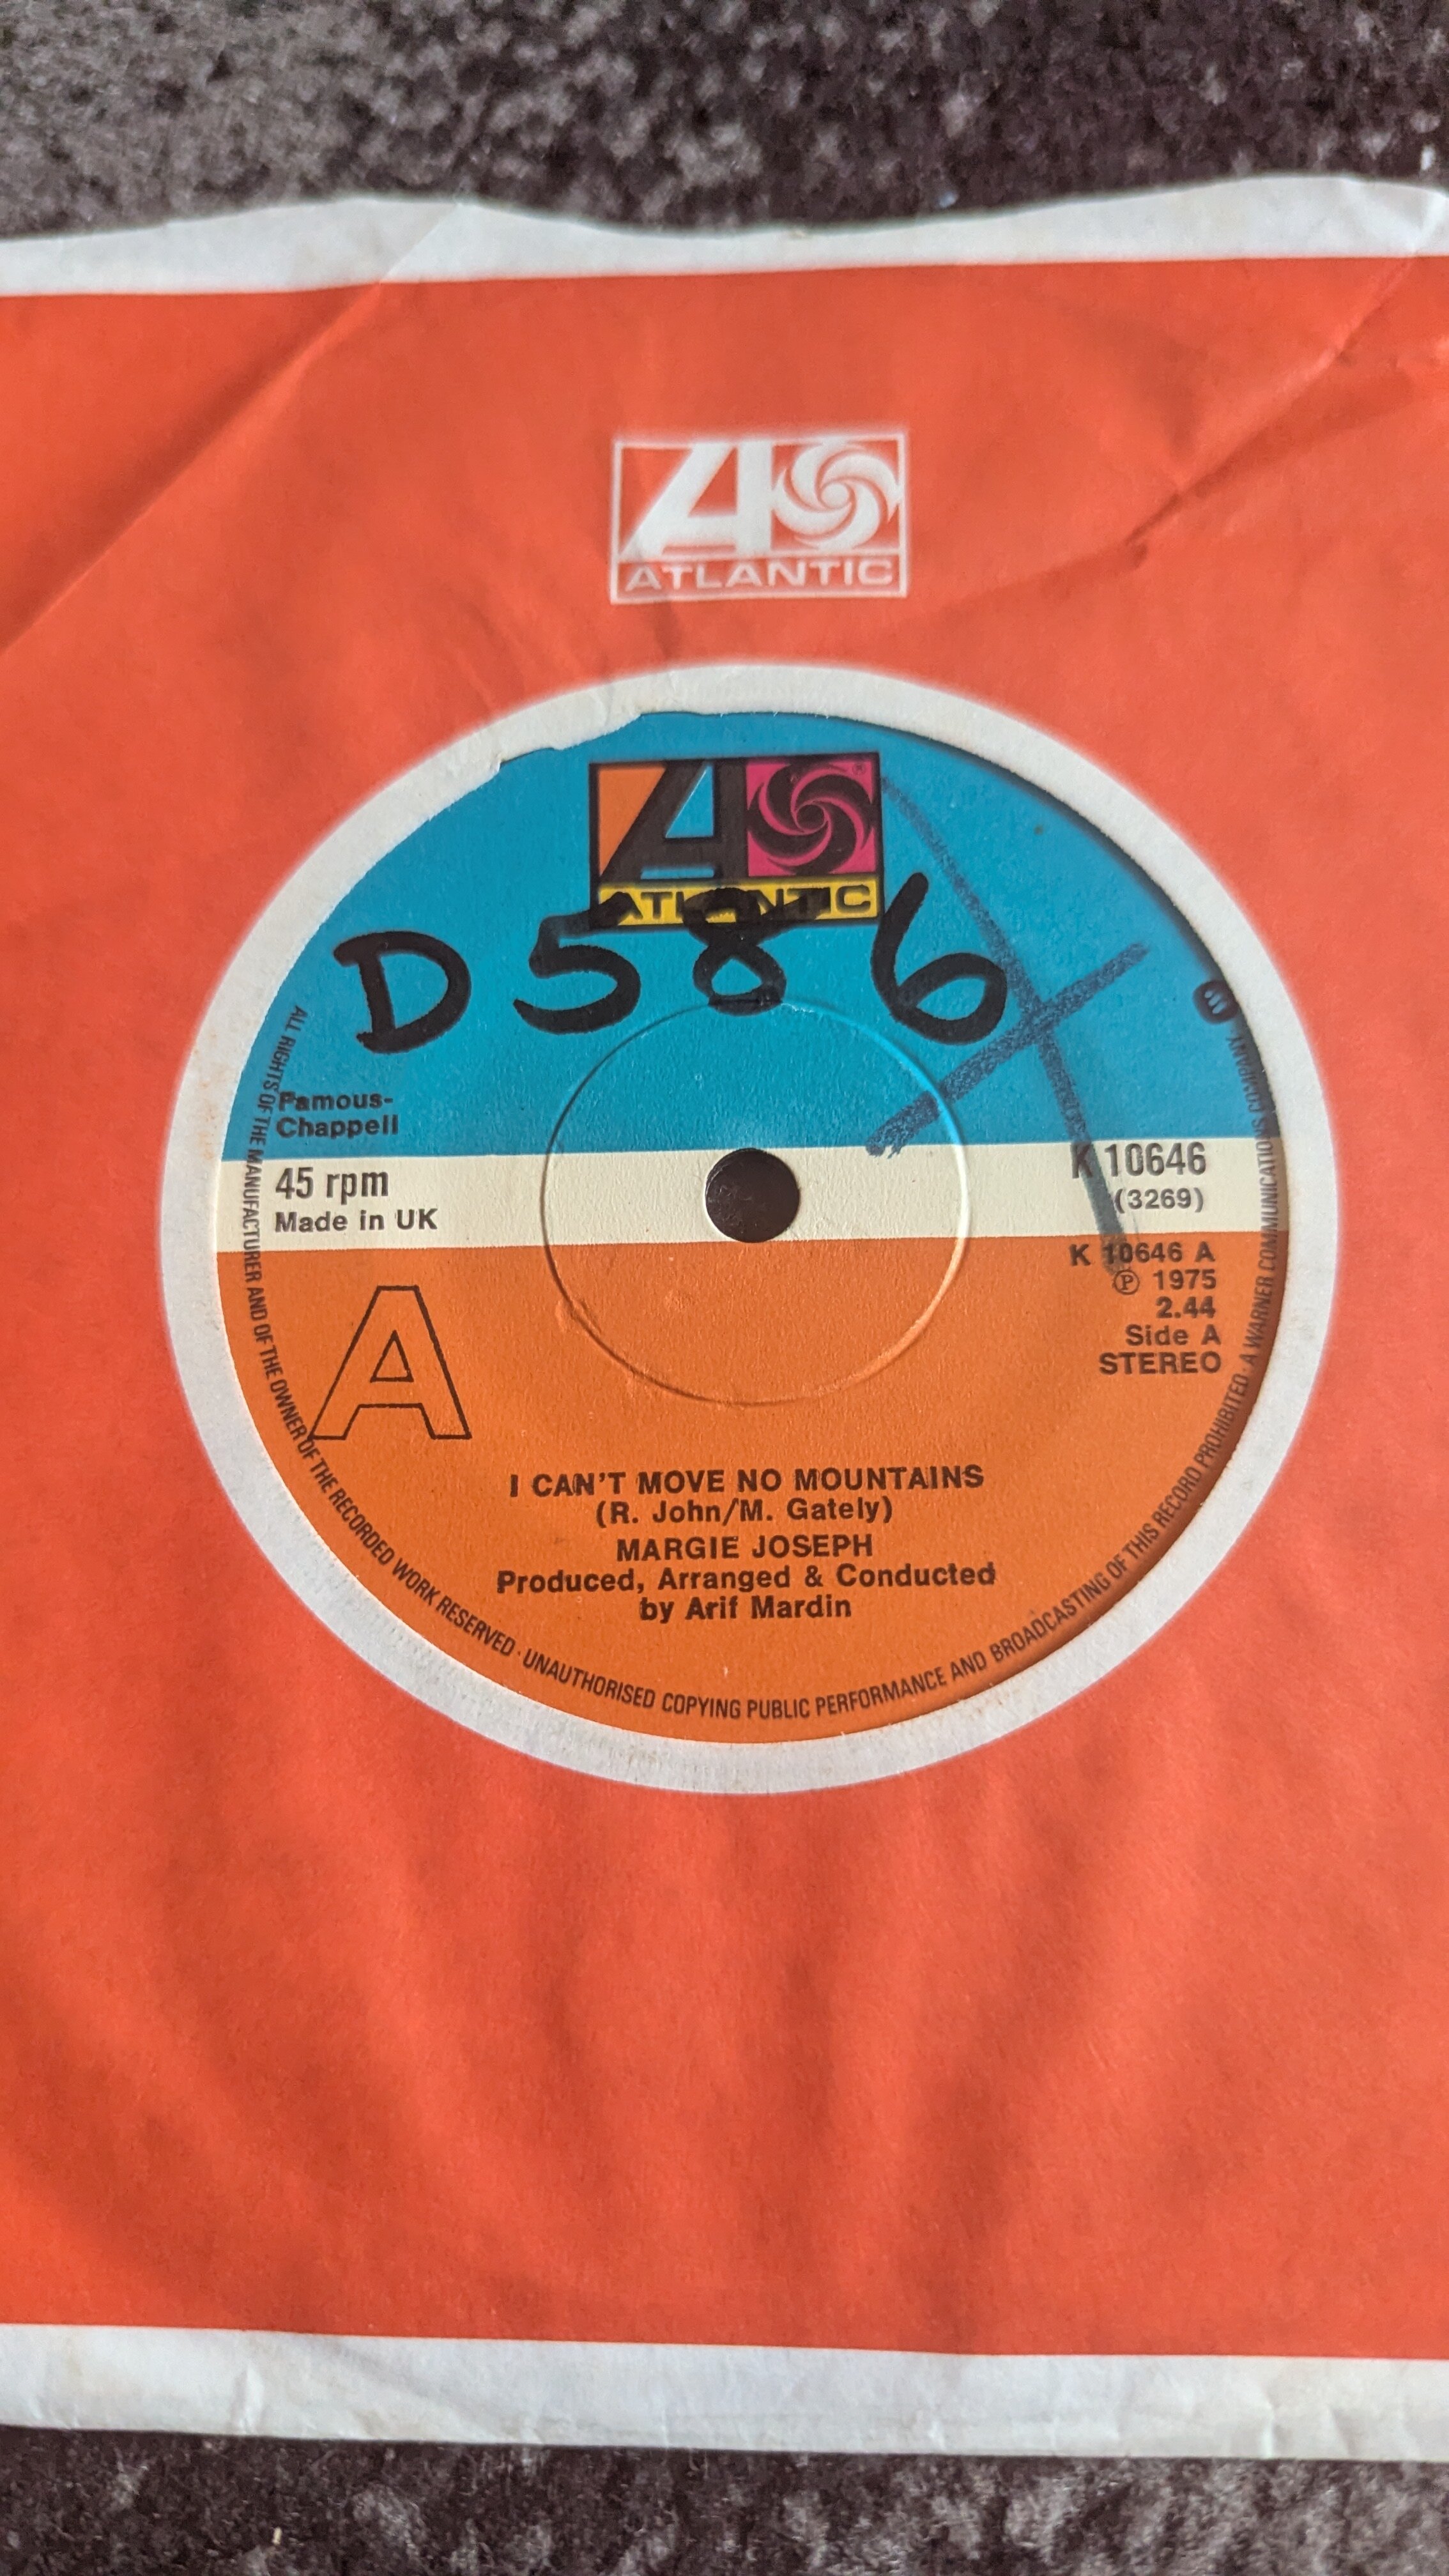 ATLANTIC
ATLANTIC
D586
Famous-
Chappell
45 rpm
Made in UK
K 10646
(3269)
K 10646 A
℗ 1975
2.44
Side A
STEREO
A
I CAN'T MOVE NO MOUNTAINS
(R. John/M. Gately)
MARGIE JOSEPH
Produced, Arranged & Conducted
by Arif Mardin
ALL RIGHTS OF THE MANUFACTURER AND OF THE OWNER OF THE RECORDED WORK RESERVED · UNAUTHORISED COPYING PUBLIC PERFORMANCE AND BROADCASTING OF THIS RECORD PROHIBITED. A WARNER COMMUNICATIONS COMPANY